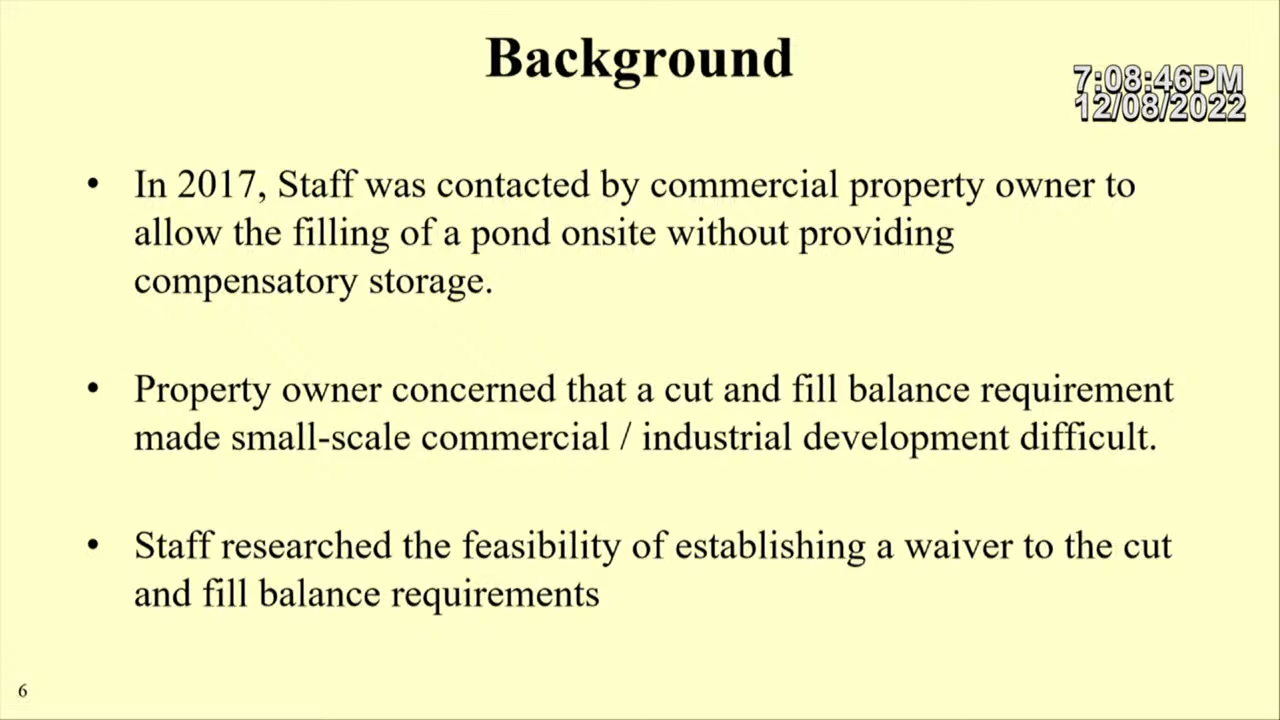 Background
7:08:46PM
12/08/2022
• In 2017, Staff was contacted by commercial property owner to
allow the filling of a pond onsite without providing
compensatory storage.
• Property owner concerned that a cut and fill balance requirement
made small-scale commercial / industrial development difficult.
• Staff researched the feasibility of establishing a waiver to the cut
and fill balance requirements
6